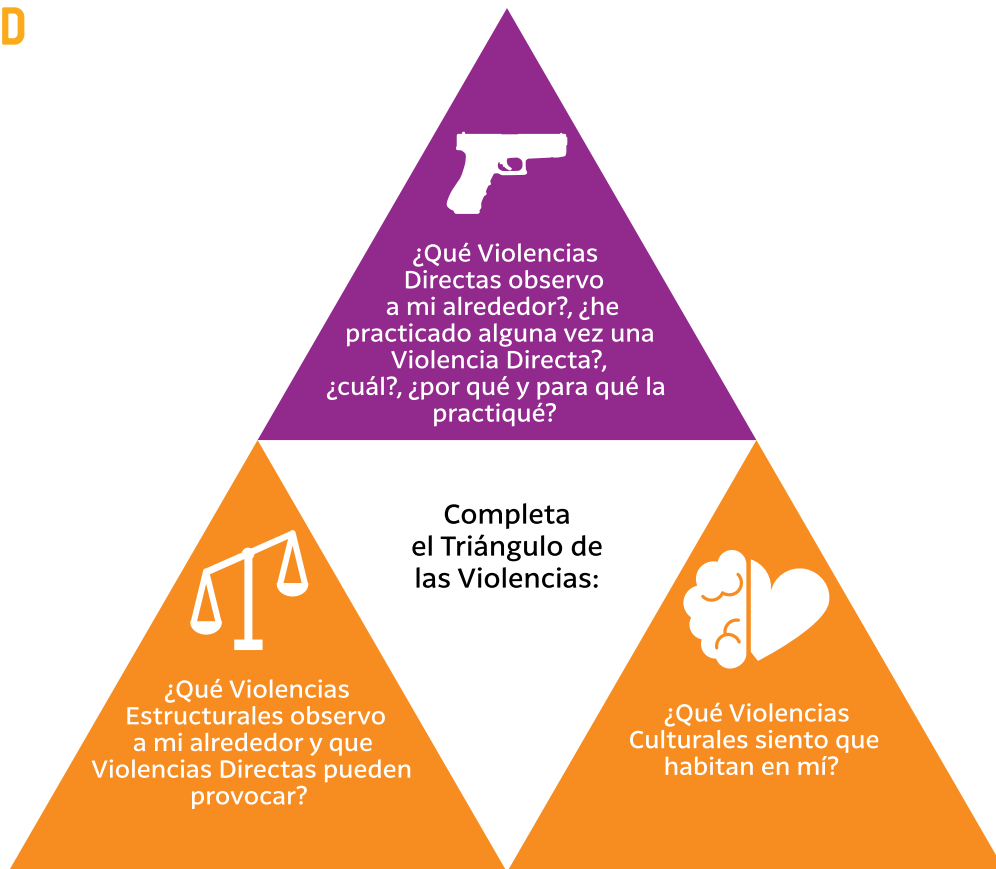 D
¿Qué Violencias
Directas observo
a mi alrededor?, ¿he
practicado alguna vez una
Violencia Directa?,
¿cuál?, ¿por qué y para qué la
practiqué?
Completa
el Triángulo de
las Violencias:
¿Qué Violencias
Estructurales observo
a mi alrededor y que
Violencias Directas pueden
provocar?
¿Qué Violencias
Culturales siento que
habitan en mí?